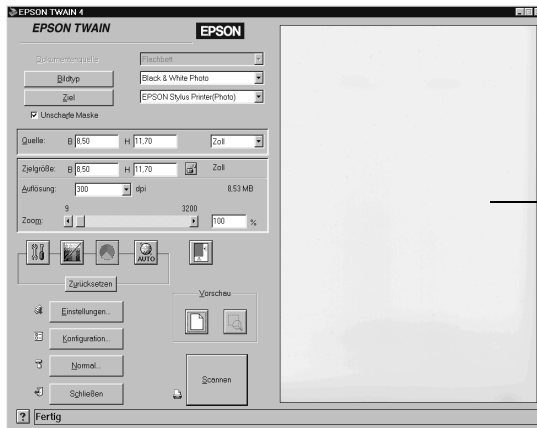 EPSON TWAIN 4
EPSON TWAIN
EPSON
Dokumentenquelle Flachbett
Bildtyp Black & White Photo
Ziel EPSON Stylus Printer(Photo)
Unscharfe Maske
Quelle: B 8,50 H 11,70 Zoll
Zielgröße: B 8,50 H 11,70 Zoll
Auflösung: 300 dpi 8,53 MB
9 3200
Zoom: 100 %
AUTO
Zurücksetzen
Vorschau
Einstellungen...
Konfiguration...
Normal...
Scannen
Schließen
? Fertig